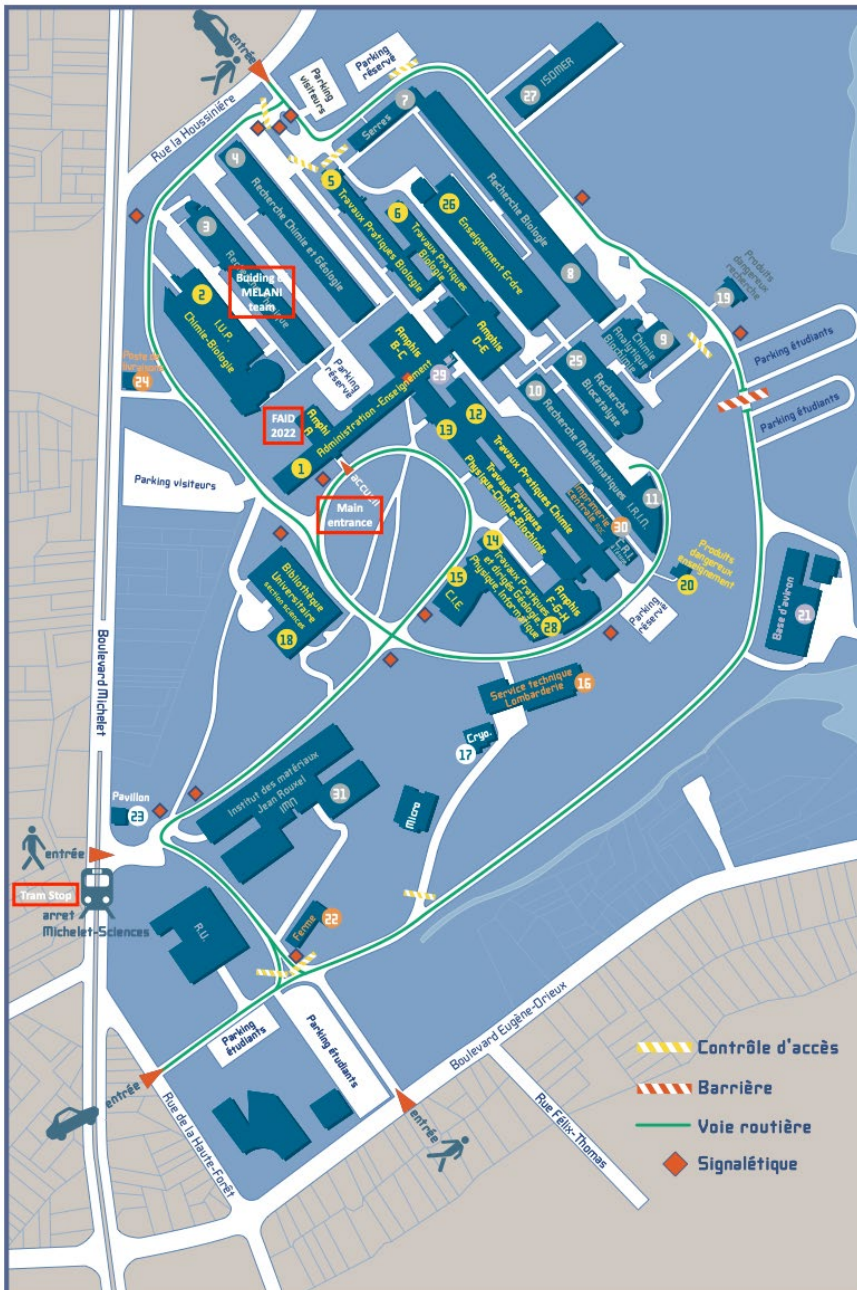 entrée
Rue la Houssinière
Parking
visiteurs
Parking
réservé
27
ISOMER
7
Serres
4
Recherche Chimie et Géologie
5
Travaux Pratiques Biologie
6
Travaux Pratiques
Biologie
26
Enseignement Erdre
Recherche Biologie
8
3
Buiding
MELANI
team
2
I.U.P.
Chimie-Biologie
24
Parking
réservé
Amphis
B-C
Amphis
D-E
29
25
Recherche
Biocatalyse
Chimie
Analytique
Biochimie
9
19
Produits
dangereux
recherche
Parking étudiants
Parking étudiants
FAID
2022
Amphi
A
1
Administration-Enseignement
accueil
Main
entrance
13
12
Travaux Pratiques Chimie
Travaux Pratiques
Physique-Chimie-Biochimie
10
Recherche Mathématiques
11
I.R.I.N.
Imprimerie
Centrale
30
C.R.I.
14
Travaux Pratiques
et dirigés Géologie,
Physique, Informatique
15
C.I.E.
Amphis
F-G-H
28
Produits
dangereux
enseignement
20
Parking
réservé
Base d'aviron
21
Parking visiteurs
Bibliothèque
Universitaire
section sciences
18
Boulevard Michelet
Service technique
Lombarderie
16
Cryo.
17
Micro
Institut des matériaux
Jean Rouxel
IMN
31
Pavillon
23
entrée
Tram Stop
arret
Michelet-Sciences
R.U.
Ferme
22
Parking
étudiants
Parking étudiants
entrée
Rue de la Haute-Forêt
entrée
Boulevard Eugène-Orieux
Rue Félix-Thomas
Contrôle d'accès
Barrière
Voie routière
Signalétique